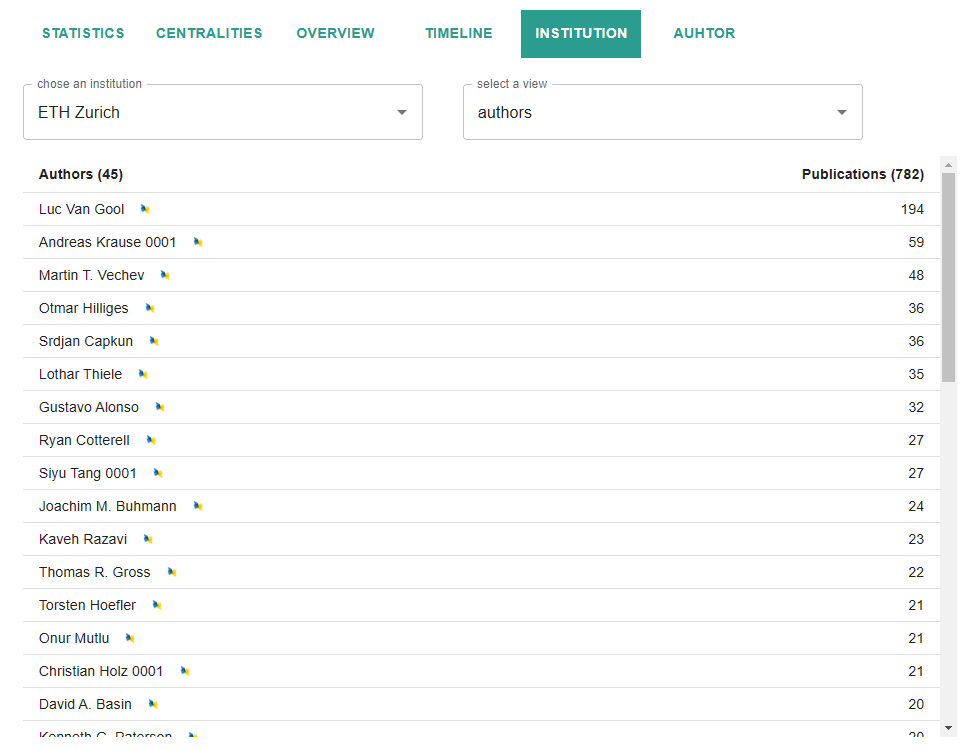 STATISTICS CENTRALITIES OVERVIEW TIMELINE INSTITUTION AUHTOR
chose an institution select a view
ETH Zurich authors
Authors (45) Publications (782)
Luc Van Gool 194
Andreas Krause 0001 59
Martin T. Vechev 48
Otmar Hilliges 36
Srdjan Capkun 36
Lothar Thiele 35
Gustavo Alonso 32
Ryan Cotterell 27
Siyu Tang 0001 27
Joachim M. Buhmann 24
Kaveh Razavi 23
Thomas R. Gross 22
Torsten Hoefler 21
Onur Mutlu 21
Christian Holz 0001 21
David A. Basin 20
Kenneth G. Paterson 20